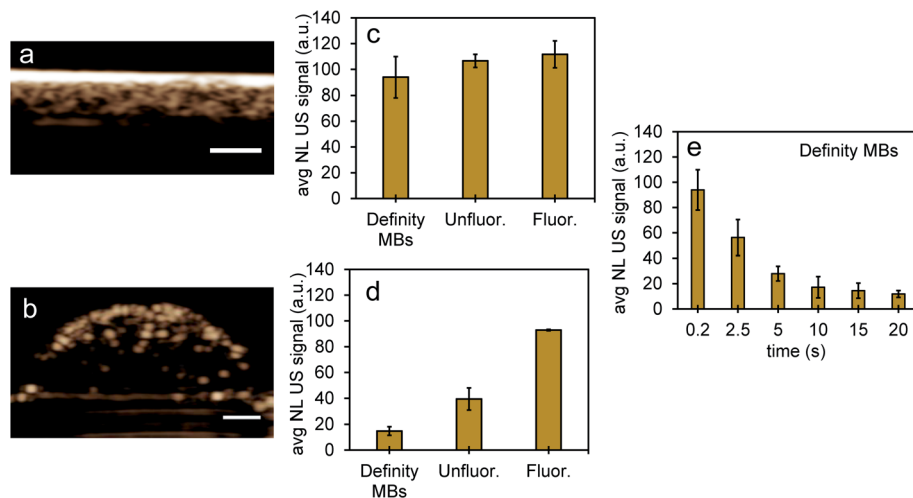 a
c
avg NL US signal (a.u.)
140
120
100
80
60
40
20
0
Definity
MBs
Unfluor.
Fluor.
b
d
avg NL US signal (a.u.)
140
120
100
80
60
40
20
0
Definity
MBs
Unfluor.
Fluor.
e
Definity MBs
avg NL US signal (a.u.)
140
120
100
80
60
40
20
0
0.2 2.5 5 10 15 20
time (s)